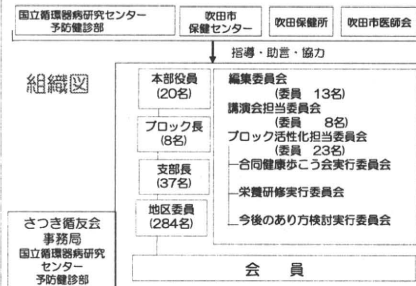 国立循環器病研究センター
予防健診部
吹田市
保健センター
吹田保健所
吹田市医師会
指導・助言・協力
組織図
本部役員
(20名)
ブロック長
(8名)
支部長
(37名)
地区委員
(284名)
編集委員会
(委員 13名)
講演会担当委員会
(委員 8名)
ブロック活性化担当委員会
(委員 23名)
合同健康歩こう会実行委員会
栄養研修実行委員会
今後のあり方検討実行委員会
さつき循友会
事務局
国立循環器病研究
センター
予防健診部
会員